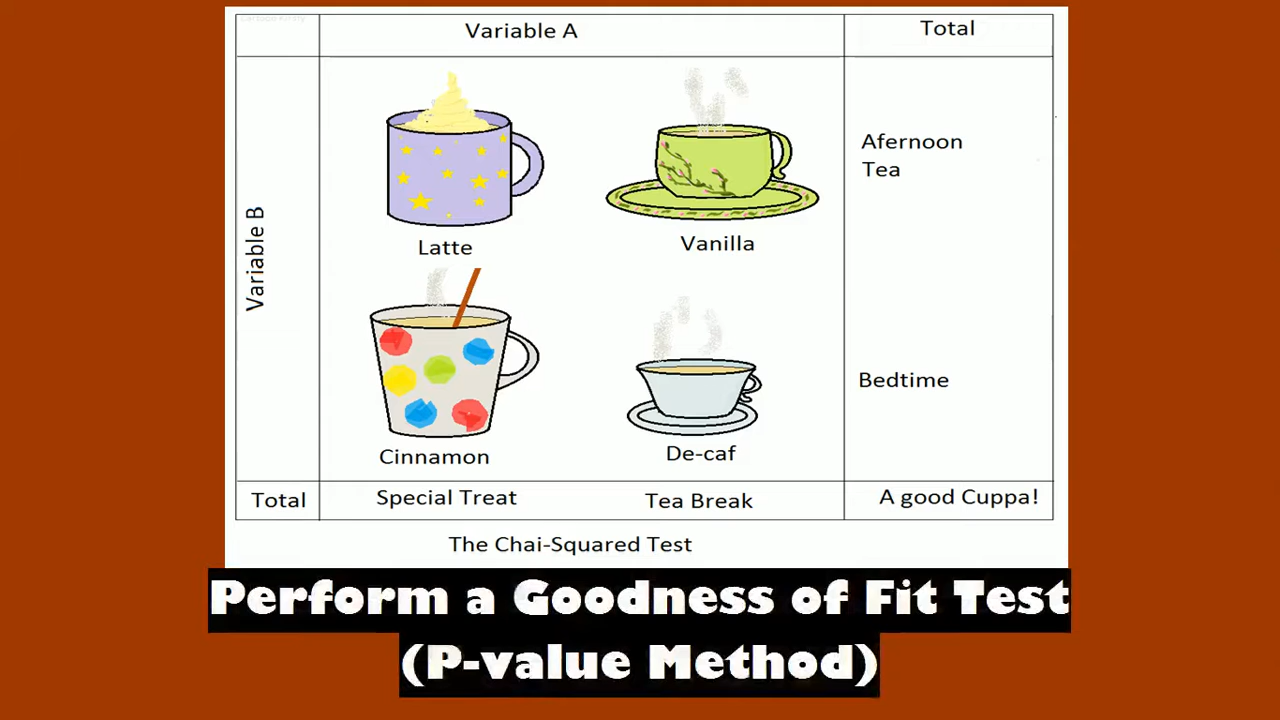 Variable A
Total
Variable B
Afernoon
Tea
Latte
Vanilla
Bedtime
Cinnamon
De-caf
Total
Special Treat
Tea Break
A good Cuppa!
The Chai-Squared Test
Perform a Goodness of Fit Test
(P-value Method)